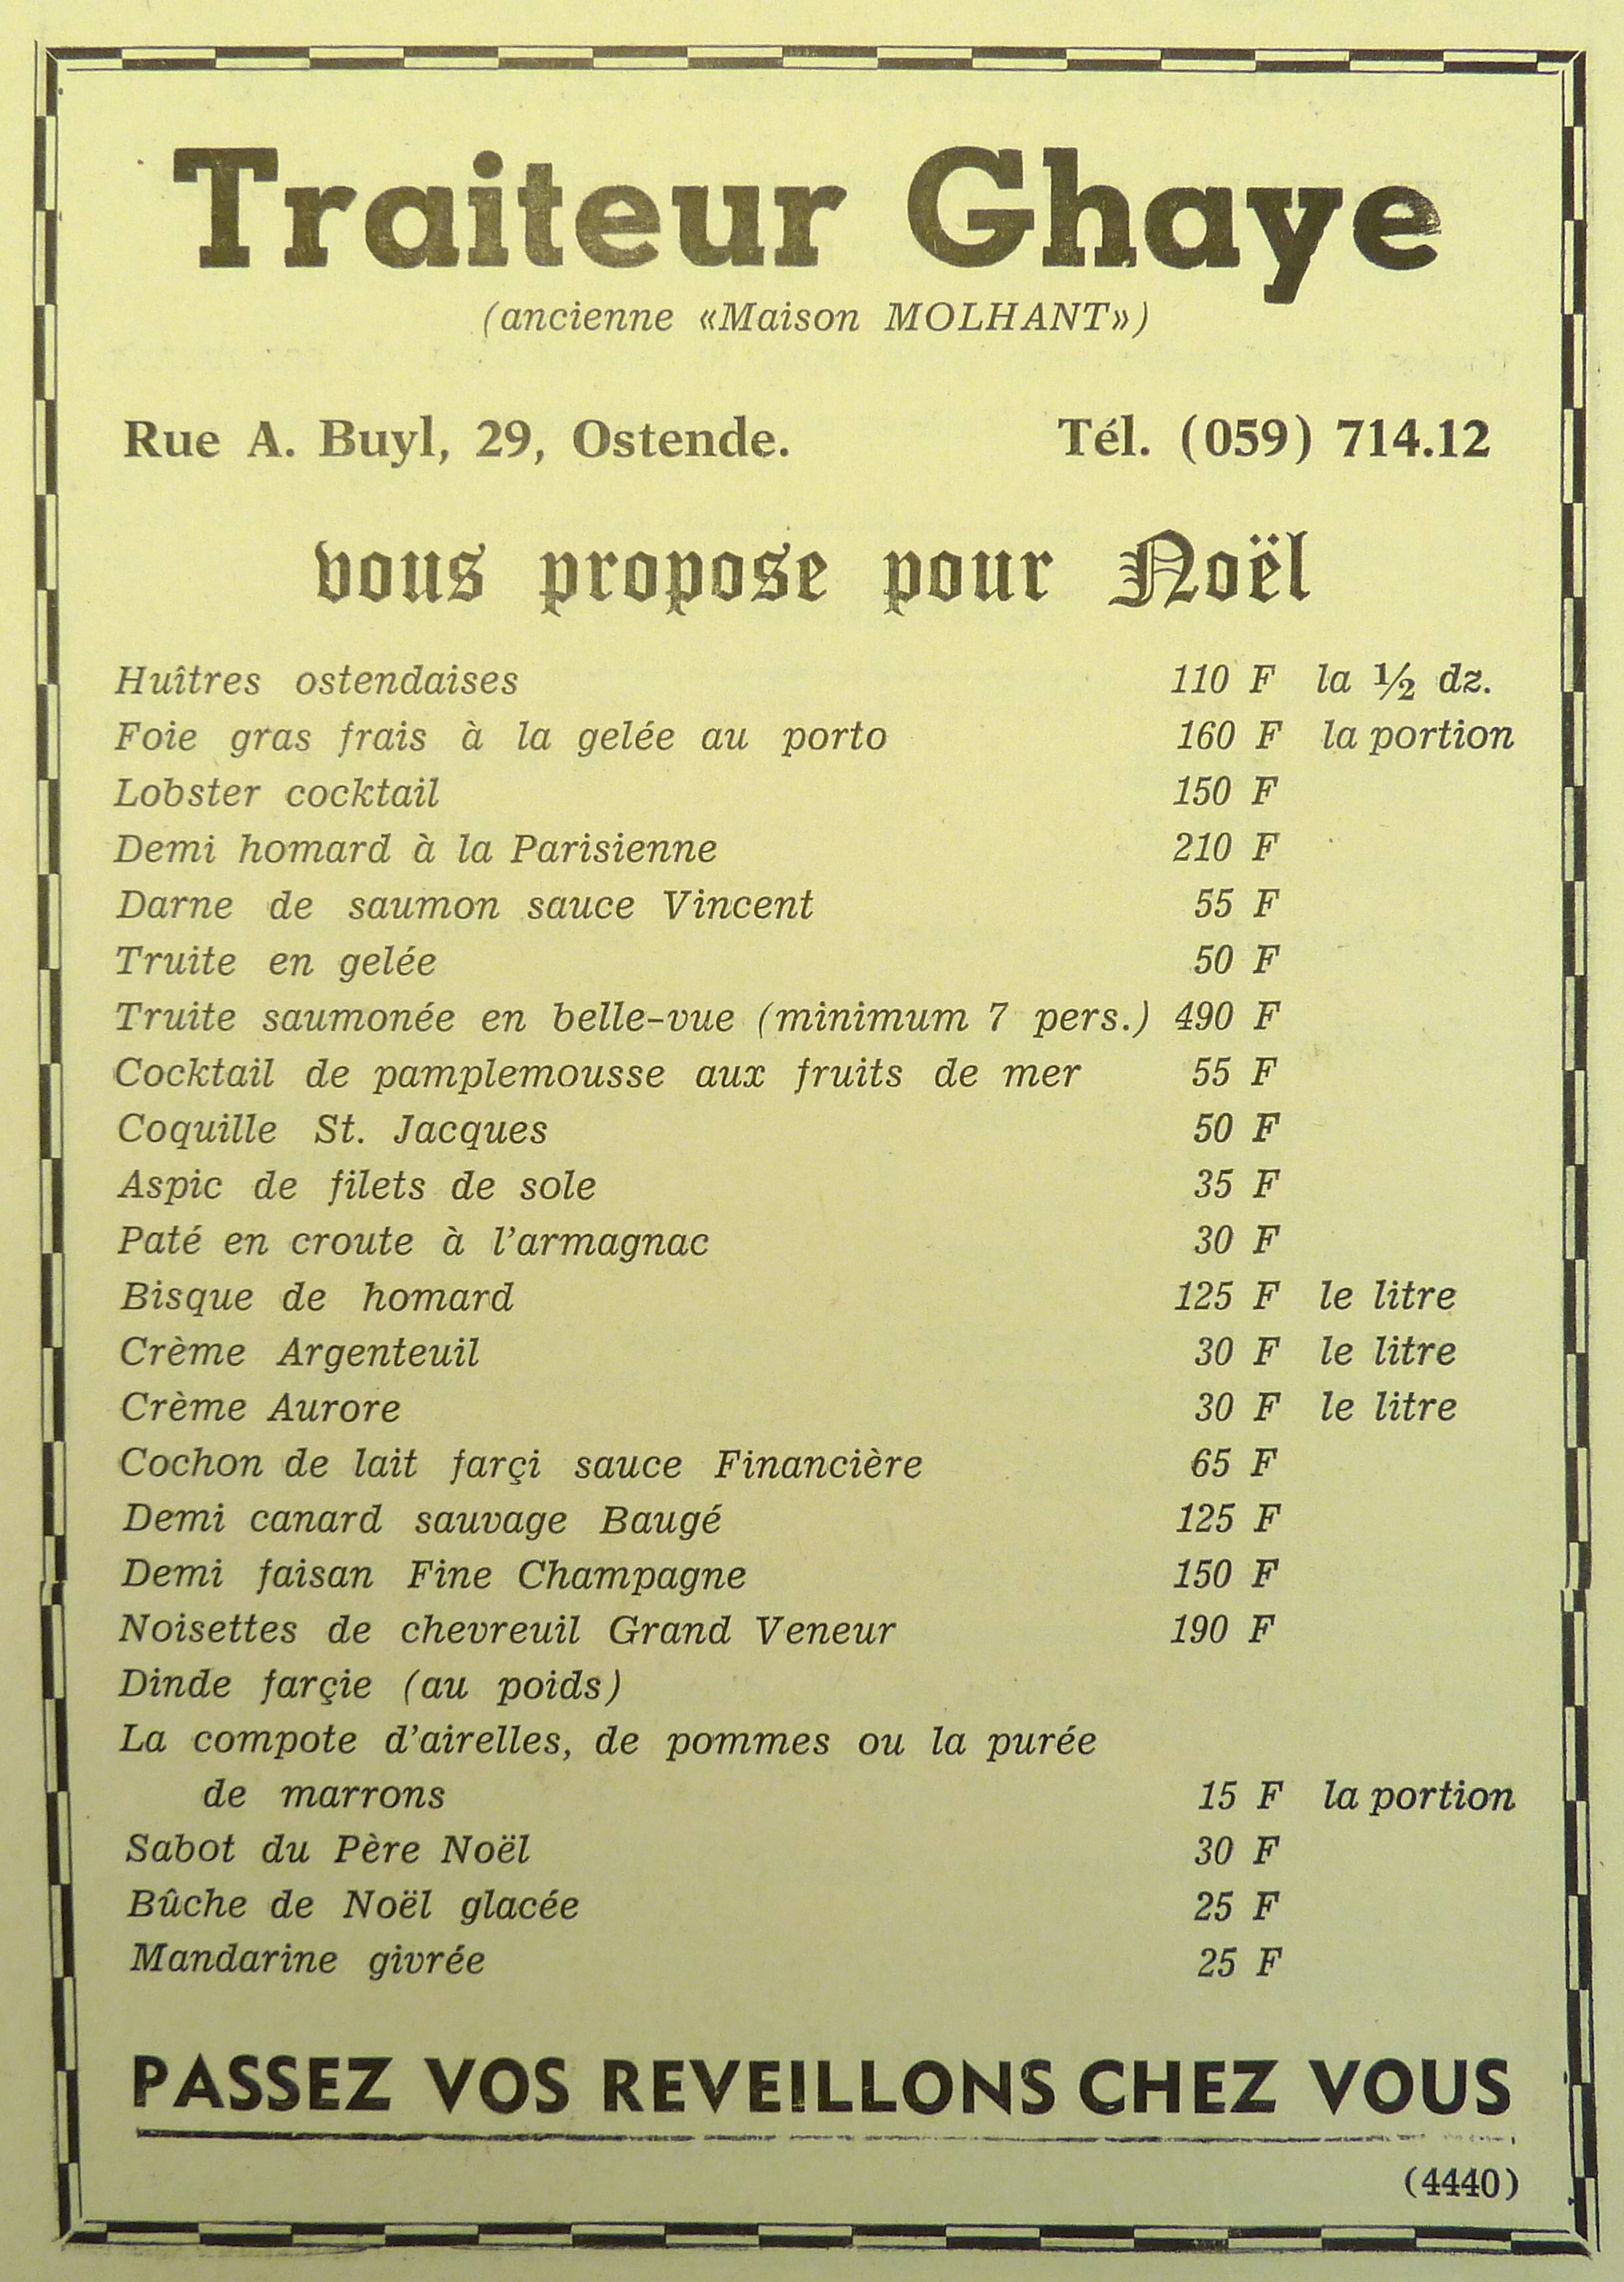 Traiteur Ghaye
(ancienne «Maison MOLHANT»)
Rue A. Buyl, 29, Ostende. Tél. (059) 714.12
vous propose pour Noël
Huîtres ostendaises 110 F la ½ dz.
Foie gras frais à la gelée au porto 160 F la portion
Lobster cocktail 150 F
Demi homard à la Parisienne 210 F
Darne de saumon sauce Vincent 55 F
Truite en gelée 50 F
Truite saumonée en belle-vue (minimum 7 pers.) 490 F
Cocktail de pamplemousse aux fruits de mer 55 F
Coquille St. Jacques 50 F
Aspic de filets de sole 35 F
Paté en croute à l'armagnac 30 F
Bisque de homard 125 F le litre
Crème Argenteuil 30 F le litre
Crème Aurore 30 F le litre
Cochon de lait farçi sauce Financière 65 F
Demi canard sauvage Baugé 125 F
Demi faisan Fine Champagne 150 F
Noisettes de chevreuil Grand Veneur 190 F
Dinde farçie (au poids)
La compote d'airelles, de pommes ou la purée
de marrons 15 F la portion
Sabot du Père Noël 30 F
Bûche de Noël glacée 25 F
Mandarine givrée 25 F
PASSEZ VOS REVEILLONS CHEZ VOUS
(4440)